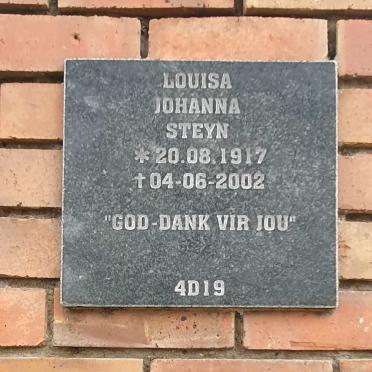 LOUISA
JOHANNA
STEYN
*20.08.1917
†04-06-2002
"GOD-DANK VIR JOU"
4D19